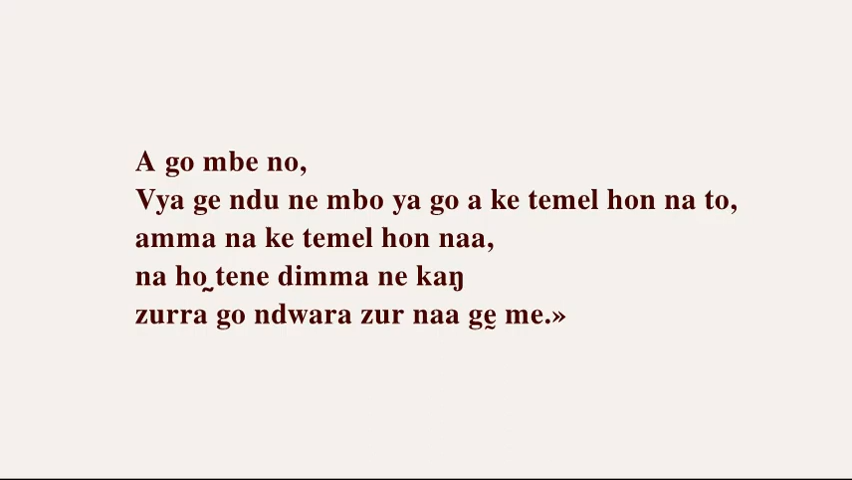 A go mbe no,
Vya ge ndu ne mbo ya go a ke temel hon na to,
amma na ke temel hon naa,
na ho̰ tene dimma ne kaŋ
zurra go ndwara zur naa gḛ me.»